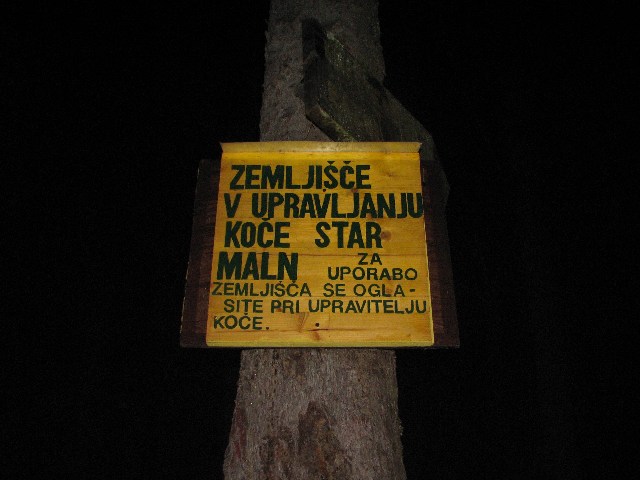 ZEMLJIŠČE
V UPRAVLJANJU
KOČE STAR
MALN ZA
UPORABO
ZEMLJIŠČA SE OGLA-
SITE PRI UPRAVITELJU
KOČE.